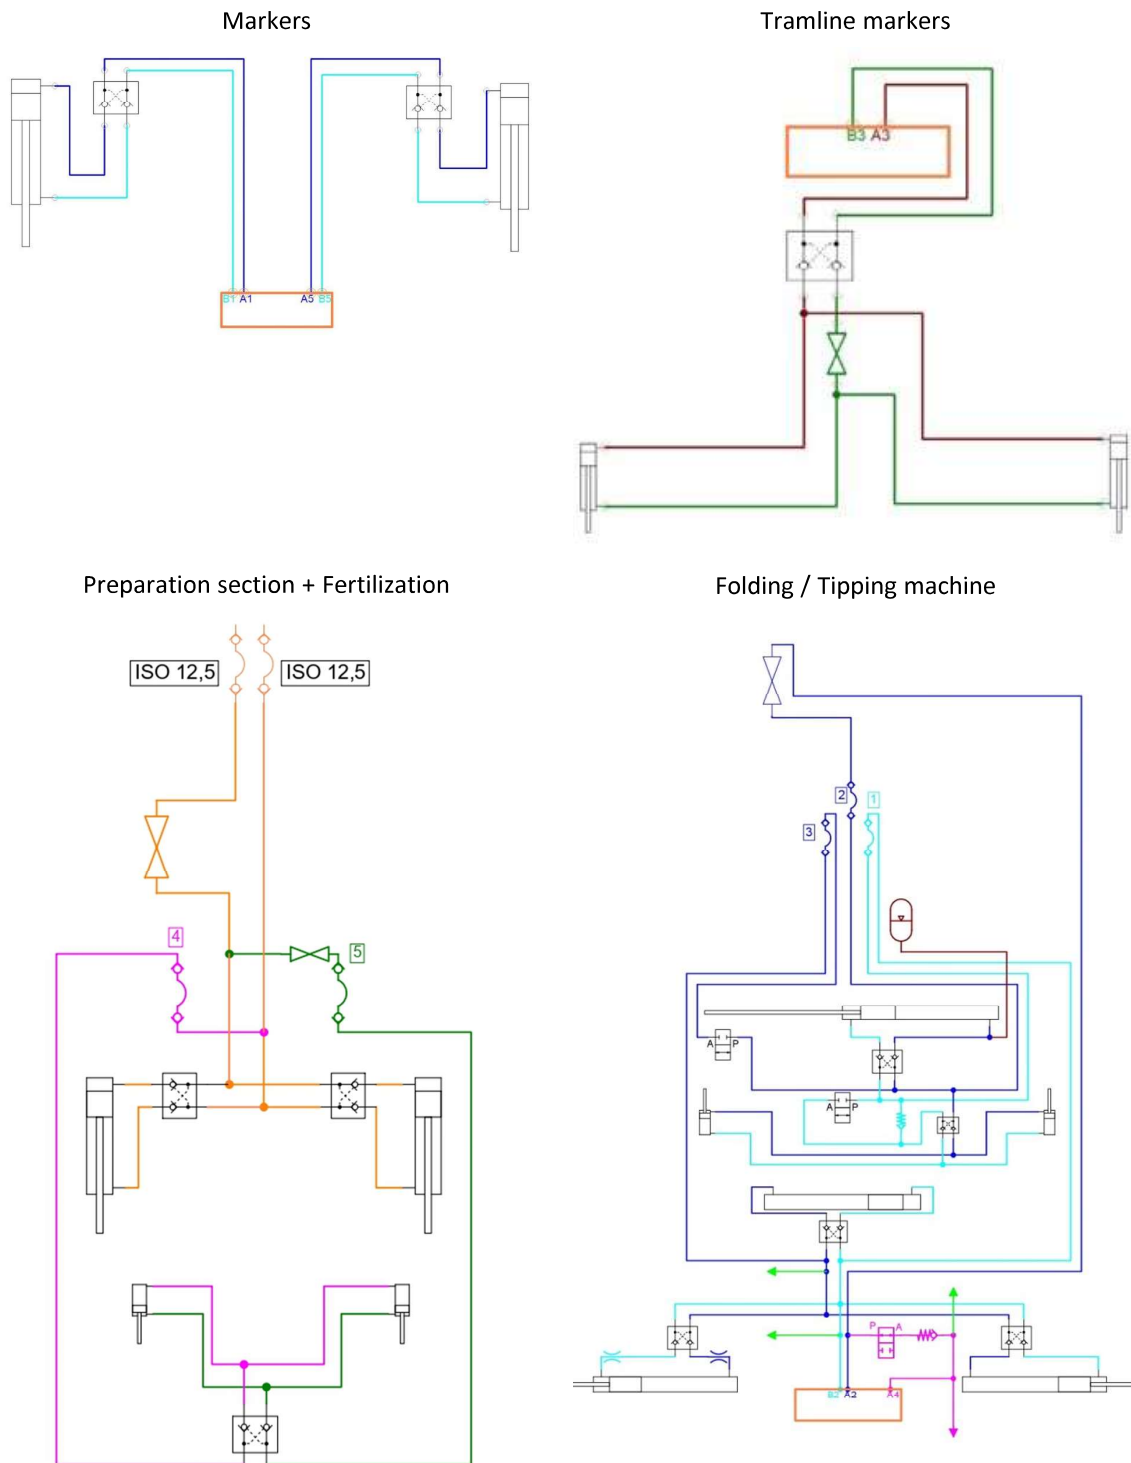 Markers
Tramline markers
B3 A3
B1 A1
A5 B5
Preparation section + Fertilization
Folding / Tipping machine
ISO 12,5
ISO 12,5
2
1
3
4
5
A P
A P
P A
B2 A2
A4